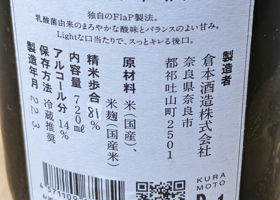 独自のFlaP製法。
乳酸菌由来のまろやかな酸味とバランスのよい甘み。
Lightな口当たりで、スっとキレる後口。
製造者
倉本酒造株式会社
奈良県奈良市
都祁吐山町2501
原材料 米(国産)、
米麹(国産米)
精米歩合 81%
内容量 720ml
アルコール分 14%
保存方法 冷蔵推奨
製造年月 22.3
KURA
MOTO